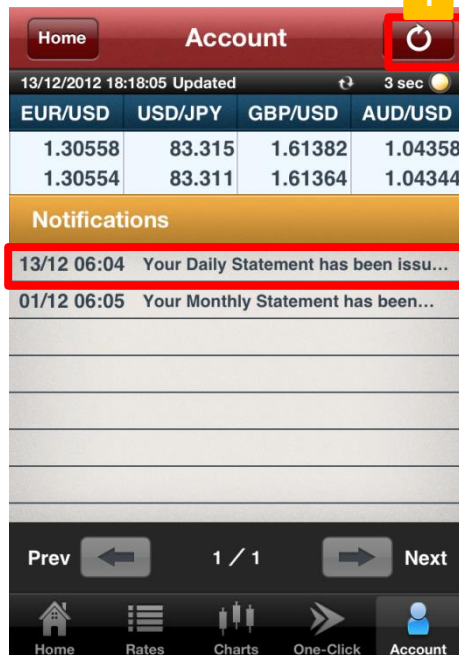 Home Account
13/12/2012 18:18:05 Updated 3 sec
EUR/USD USD/JPY GBP/USD AUD/USD
1.30558 83.315 1.61382 1.04358
1.30554 83.311 1.61364 1.04344
Notifications
13/12 06:04 Your Daily Statement has been issu...
01/12 06:05 Your Monthly Statement has been...
Prev 1 / 1 Next
Home Rates Charts One-Click Account